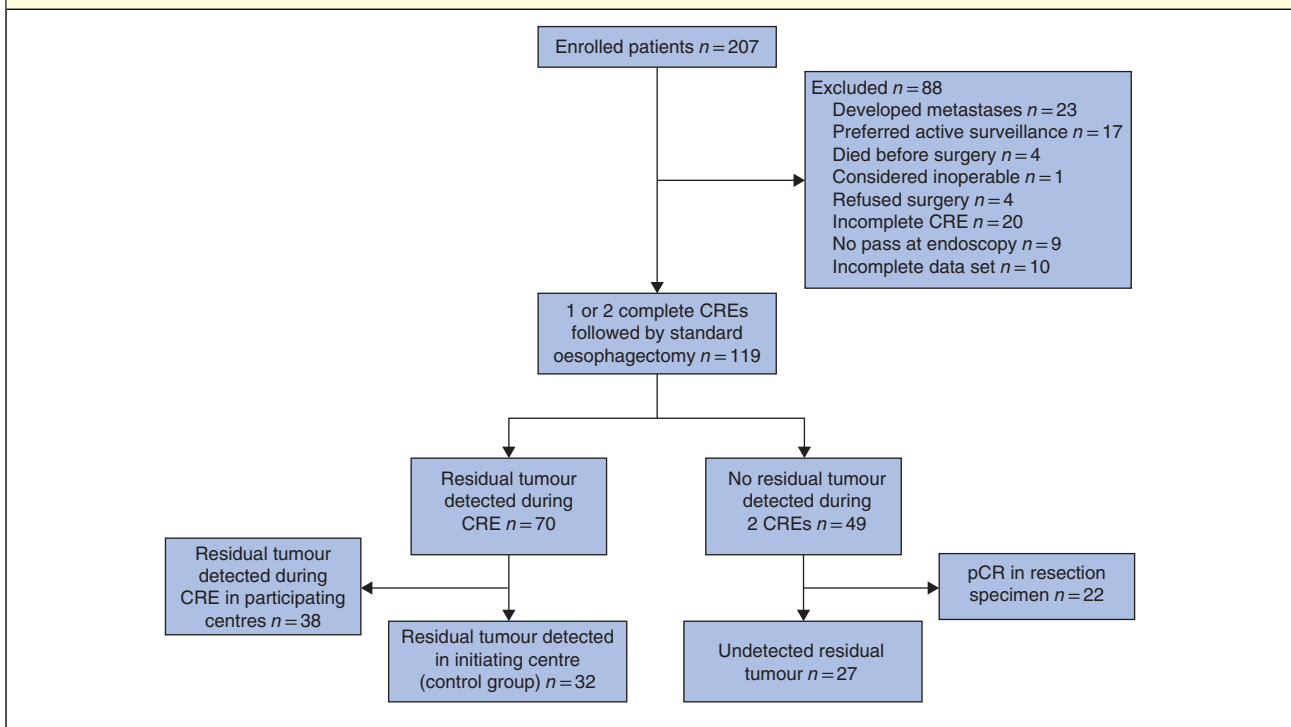 Enrolled patients n = 207
Excluded n = 88
Developed metastases n = 23
Preferred active surveillance n = 17
Died before surgery n = 4
Considered inoperable n = 1
Refused surgery n = 4
Incomplete CRE n = 20
No pass at endoscopy n = 9
Incomplete data set n = 10
1 or 2 complete CREs
followed by standard
oesophagectomy n = 119
Residual tumour
detected during
CRE n = 70
No residual tumour
detected during
2 CREs n = 49
Residual tumour
detected during
CRE in participating
centres n = 38
pCR in resection
specimen n = 22
Residual tumour detected
in initiating centre
(control group) n = 32
Undetected residual
tumour n = 27